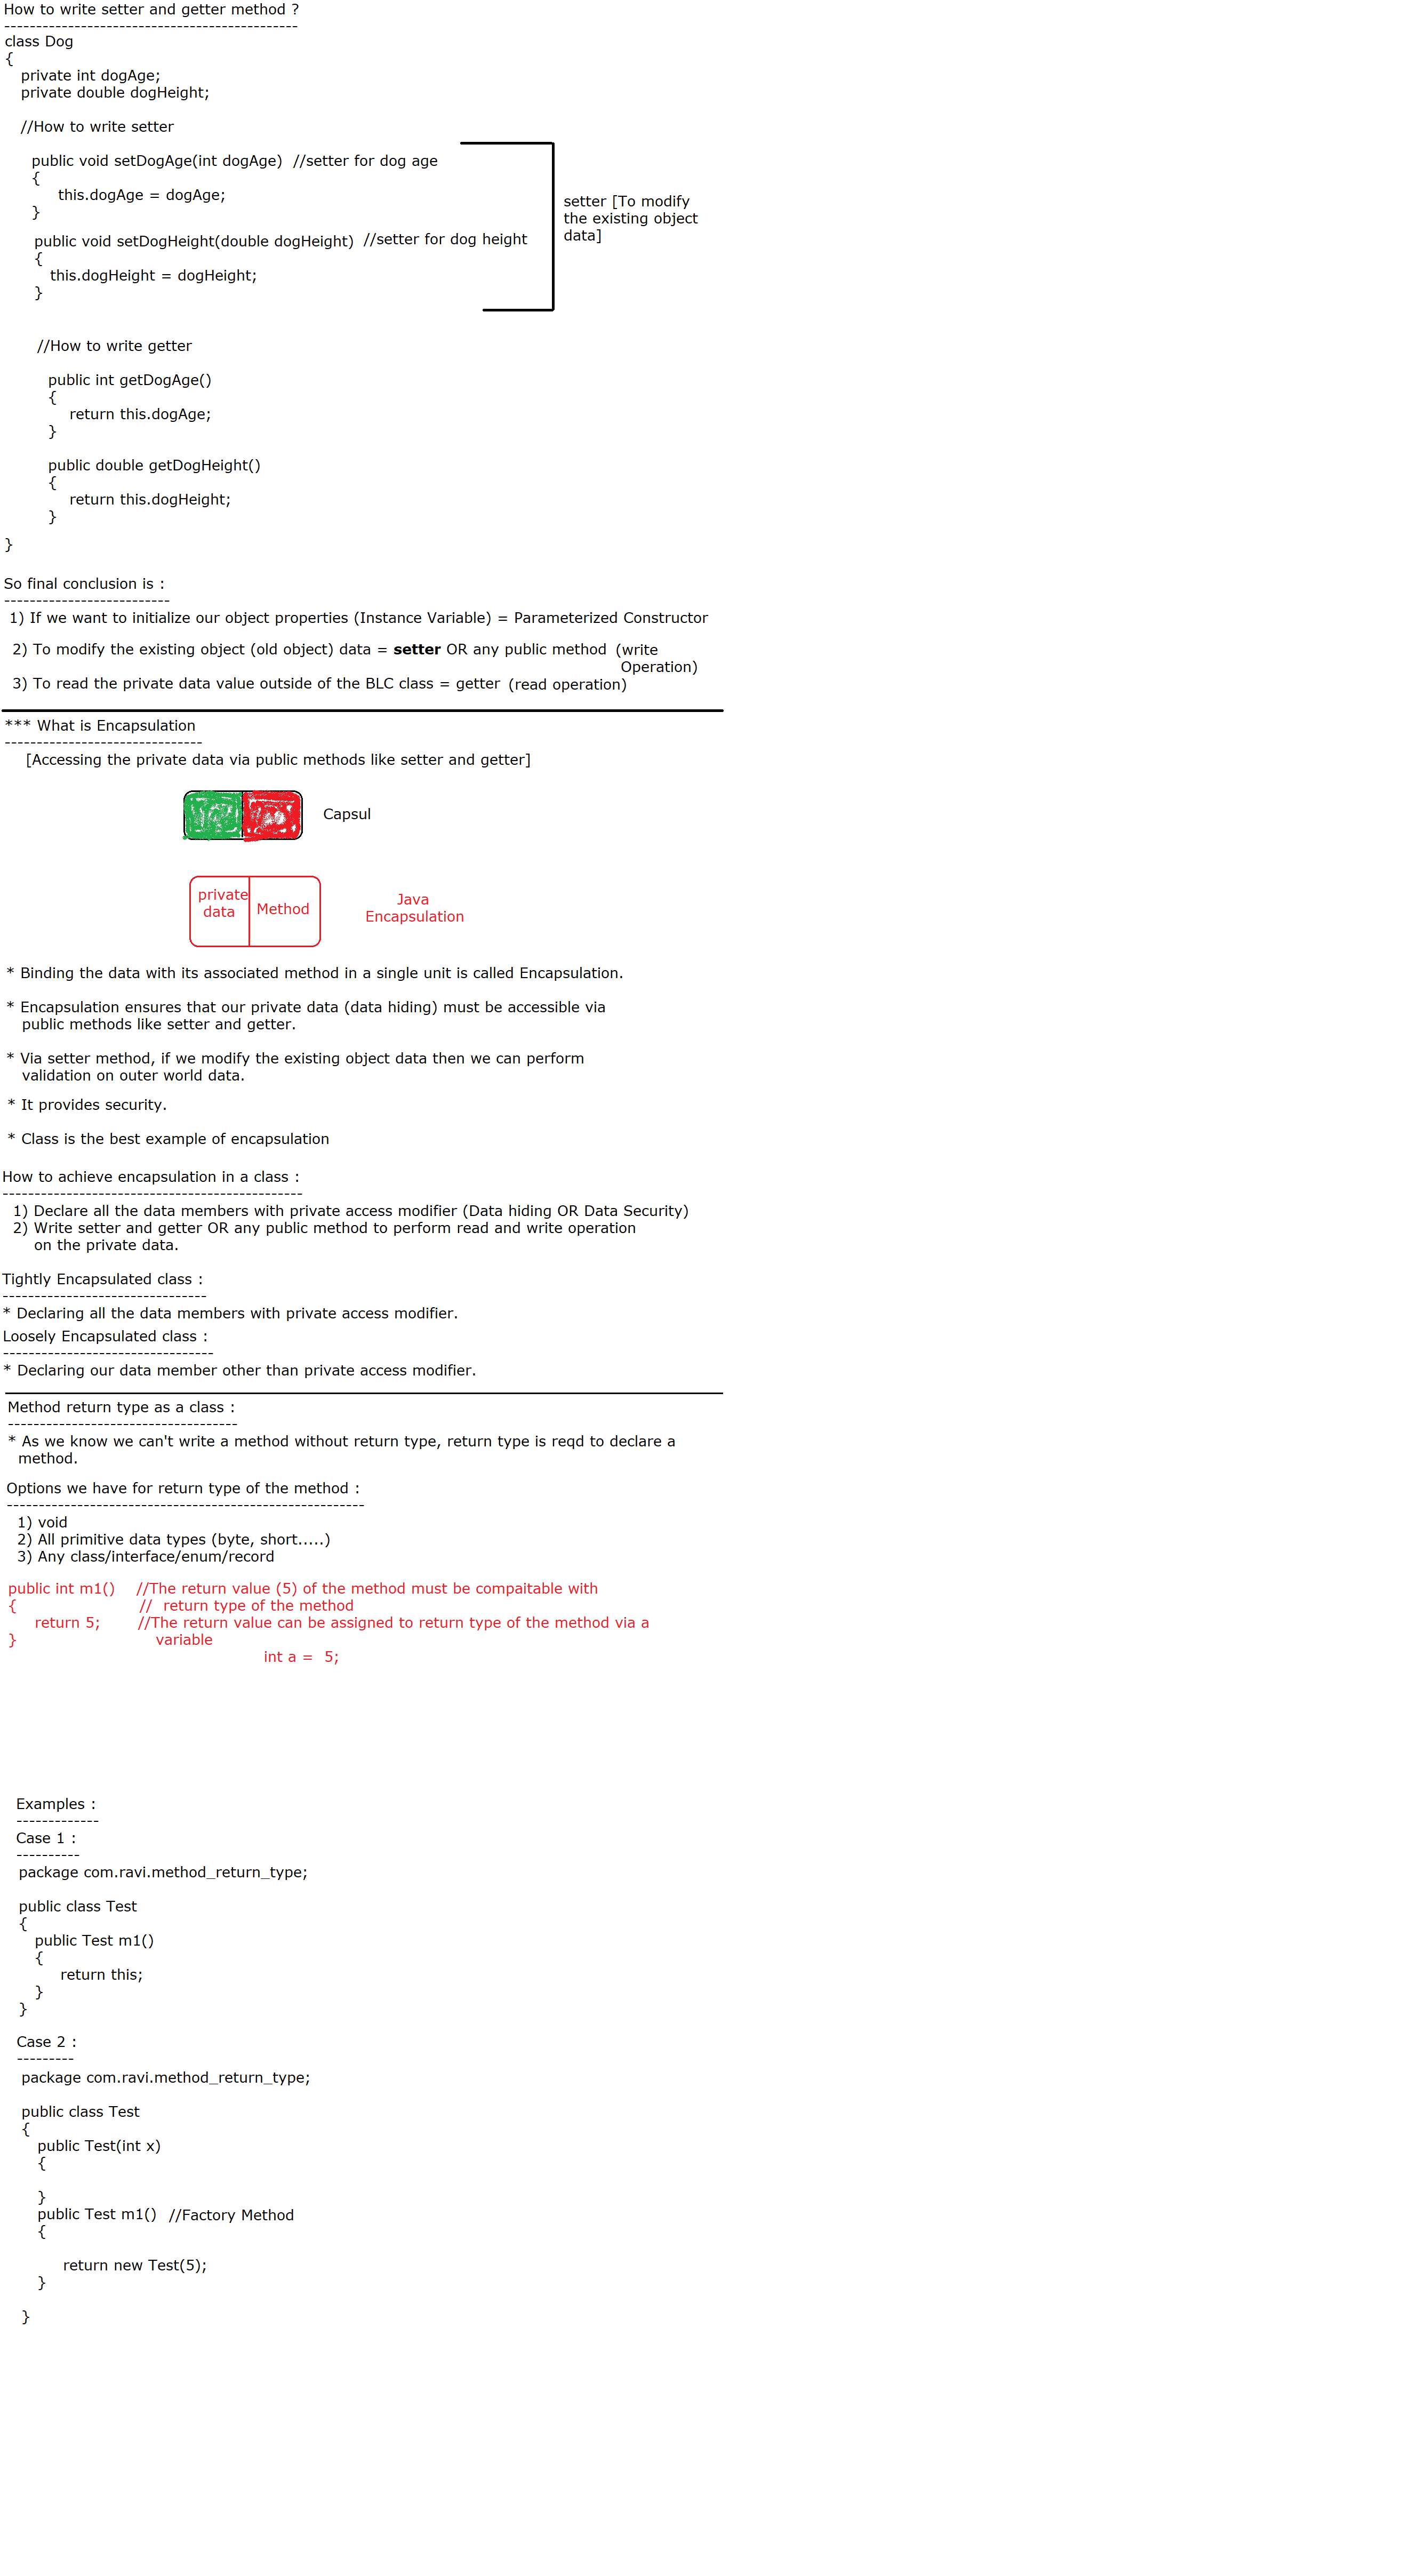 How to write setter and getter method ?
----------------------------------------------
class Dog
{
private int dogAge;
private double dogHeight;
//How to write setter
public void setDogAge(int dogAge)  //setter for dog age
{
this.dogAge = dogAge;
}
setter [To modify
the existing object
data]
public void setDogHeight(double dogHeight)  //setter for dog height
{
this.dogHeight = dogHeight;
}
//How to write getter
public int getDogAge()
{
return this.dogAge;
}
public double getDogHeight()
{
return this.dogHeight;
}
}
So final conclusion is :
--------------------------
1) If we want to initialize our object properties (Instance Variable) = Parameterized Constructor
2) To modify the existing object (old object) data = setter OR any public method  (write
Operation)
3) To read the private data value outside of the BLC class = getter  (read operation)
*** What is Encapsulation
-------------------------------
[Accessing the private data via public methods like setter and getter]
Capsul
private
data
Method
Java
Encapsulation
* Binding the data with its associated method in a single unit is called Encapsulation.
* Encapsulation ensures that our private data (data hiding) must be accessible via
public methods like setter and getter.
* Via setter method, if we modify the existing object data then we can perform
validation on outer world data.
* It provides security.
* Class is the best example of encapsulation
How to achieve encapsulation in a class :
-----------------------------------------------
1) Declare all the data members with private access modifier (Data hiding OR Data Security)
2) Write setter and getter OR any public method to perform read and write operation
on the private data.
Tightly Encapsulated class :
--------------------------------
* Declaring all the data members with private access modifier.
Loosely Encapsulated class :
---------------------------------
* Declaring our data member other than private access modifier.
Method return type as a class :
------------------------------------
* As we know we can't write a method without return type, return type is reqd to declare a
method.
Options we have for return type of the method :
--------------------------------------------------------
1) void
2) All primitive data types (byte, short.....)
3) Any class/interface/enum/record
public int m1()    //The return value (5) of the method must be compaitable with
{    //  return type of the method
return 5;    //The return value can be assigned to return type of the method via a
}    variable
int a =  5;
Examples :
-------------
Case 1 :
----------
package com.ravi.method_return_type;
public class Test
{
public Test m1()
{
return this;
}
}
Case 2 :
---------
package com.ravi.method_return_type;
public class Test
{
public Test(int x)
{
}
public Test m1()  //Factory Method
{
return new Test(5);
}
}